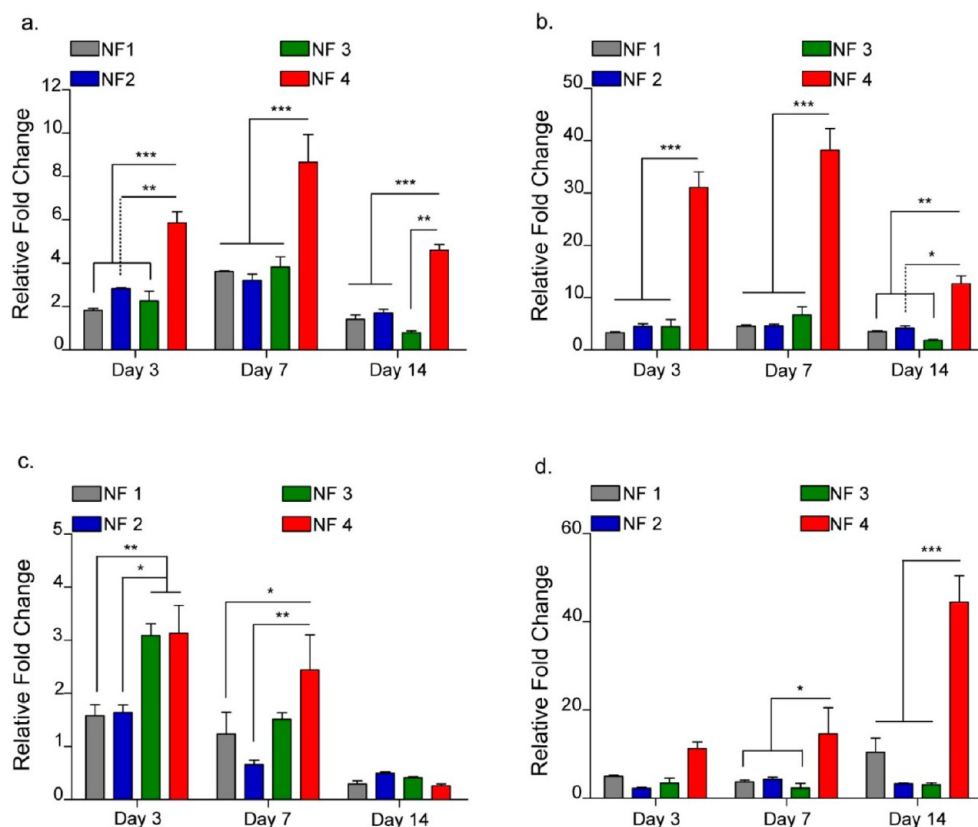 a.
NF1
NF 3
NF2
NF 4
Relative Fold Change
12
10
8
6
4
2
0
***
**
***
***
**
Day 3
Day 7
Day 14
b.
NF 1
NF 3
NF 2
NF 4
Relative Fold Change
50
40
30
20
10
0
***
***
**
*
Day 3
Day 7
Day 14
c.
NF 1
NF 3
NF 2
NF 4
Relative Fold Change
5
4
3
2
1
0
**
*
*
**
Day 3
Day 7
Day 14
d.
NF 1
NF 3
NF 2
NF 4
Relative Fold Change
60
40
20
0
*
***
Day 3
Day 7
Day 14